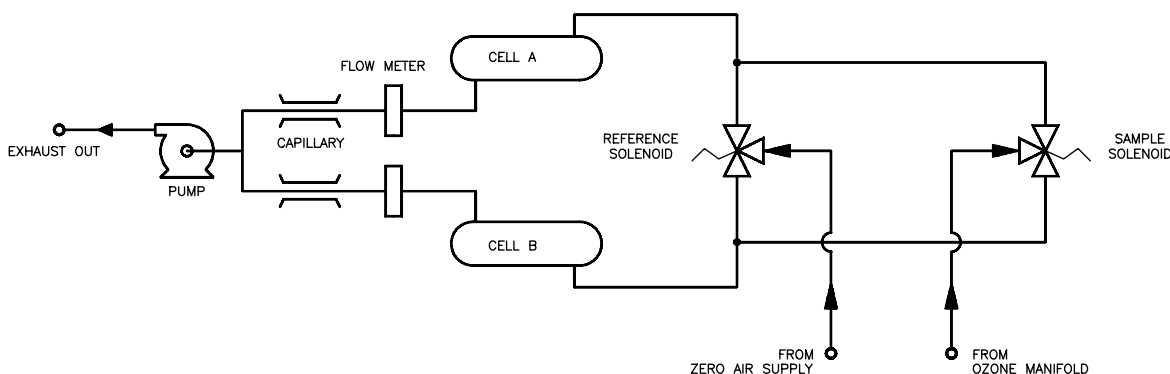 CELL A
FLOW METER
EXHAUST OUT
CAPILLARY
PUMP
REFERENCE
SOLENOID
SAMPLE
SOLENOID
CELL B
FROM
ZERO AIR SUPPLY
FROM
OZONE MANIFOLD